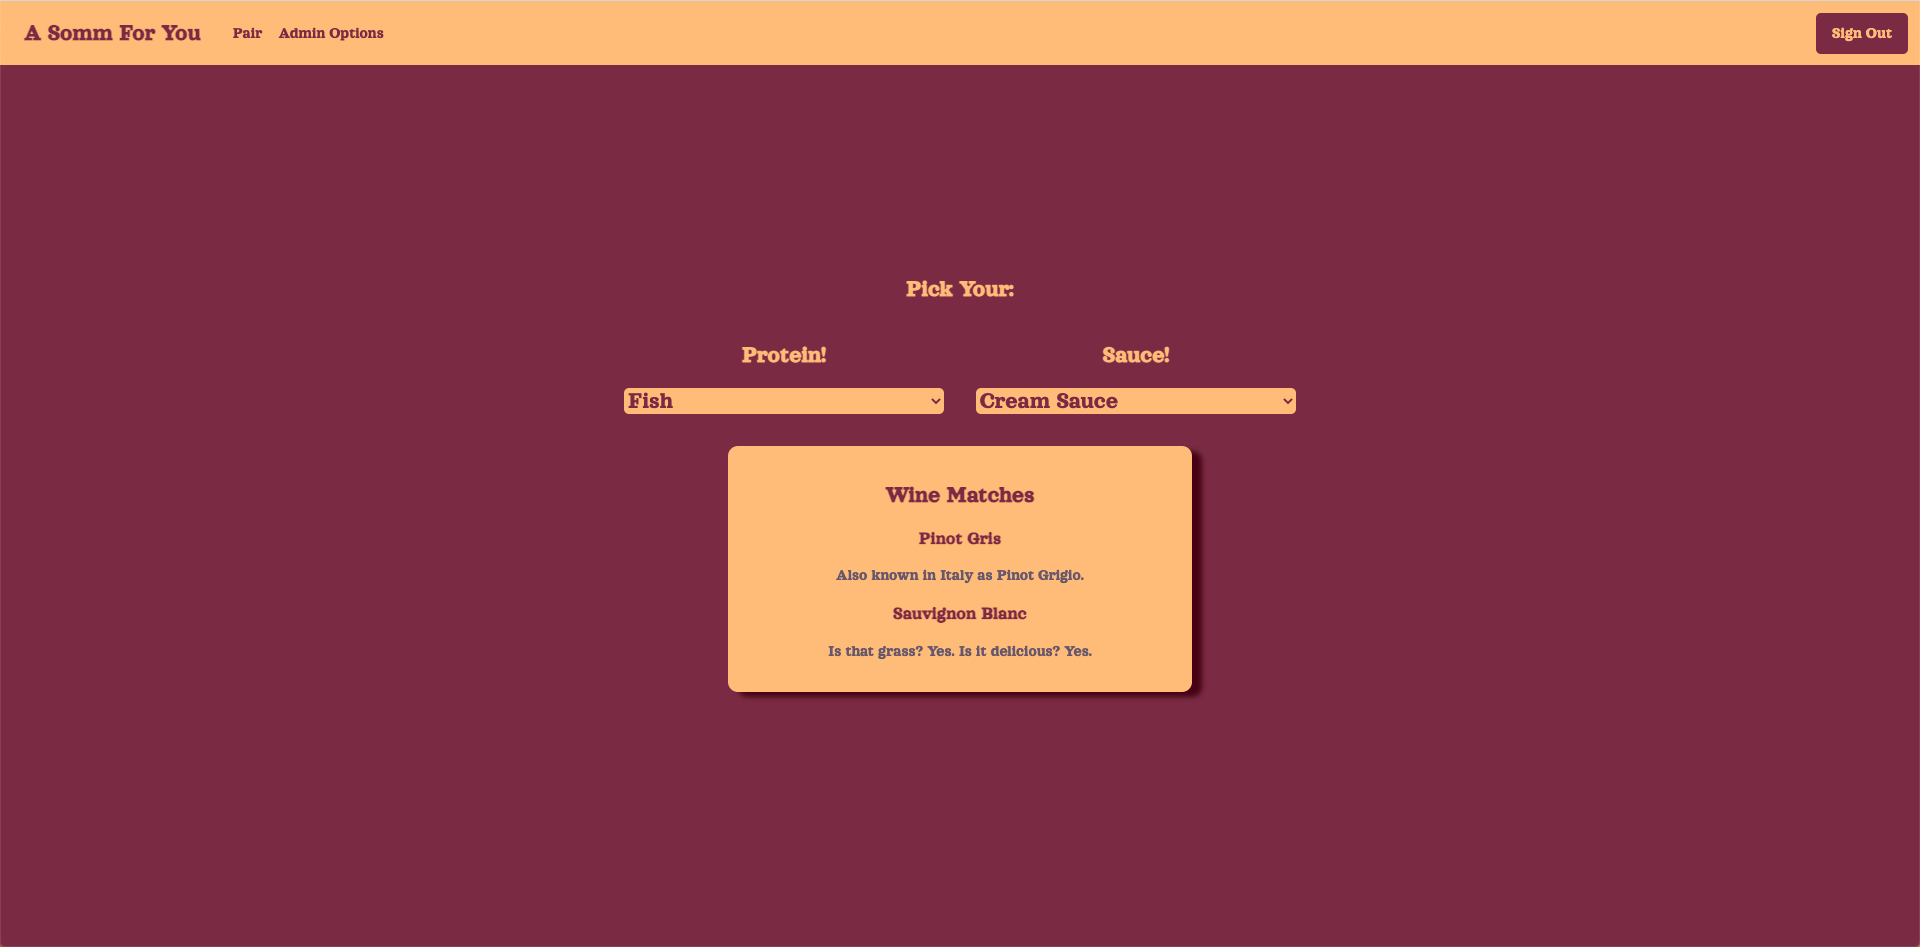 A Somm For You
Pair
Admin Options
Sign Out
Pick Your:
Protein!
Sauce!
Fish
Cream Sauce
Wine Matches
Pinot Gris
Also known in Italy as Pinot Grigio.
Sauvignon Blanc
Is that grass? Yes. Is it delicious? Yes.